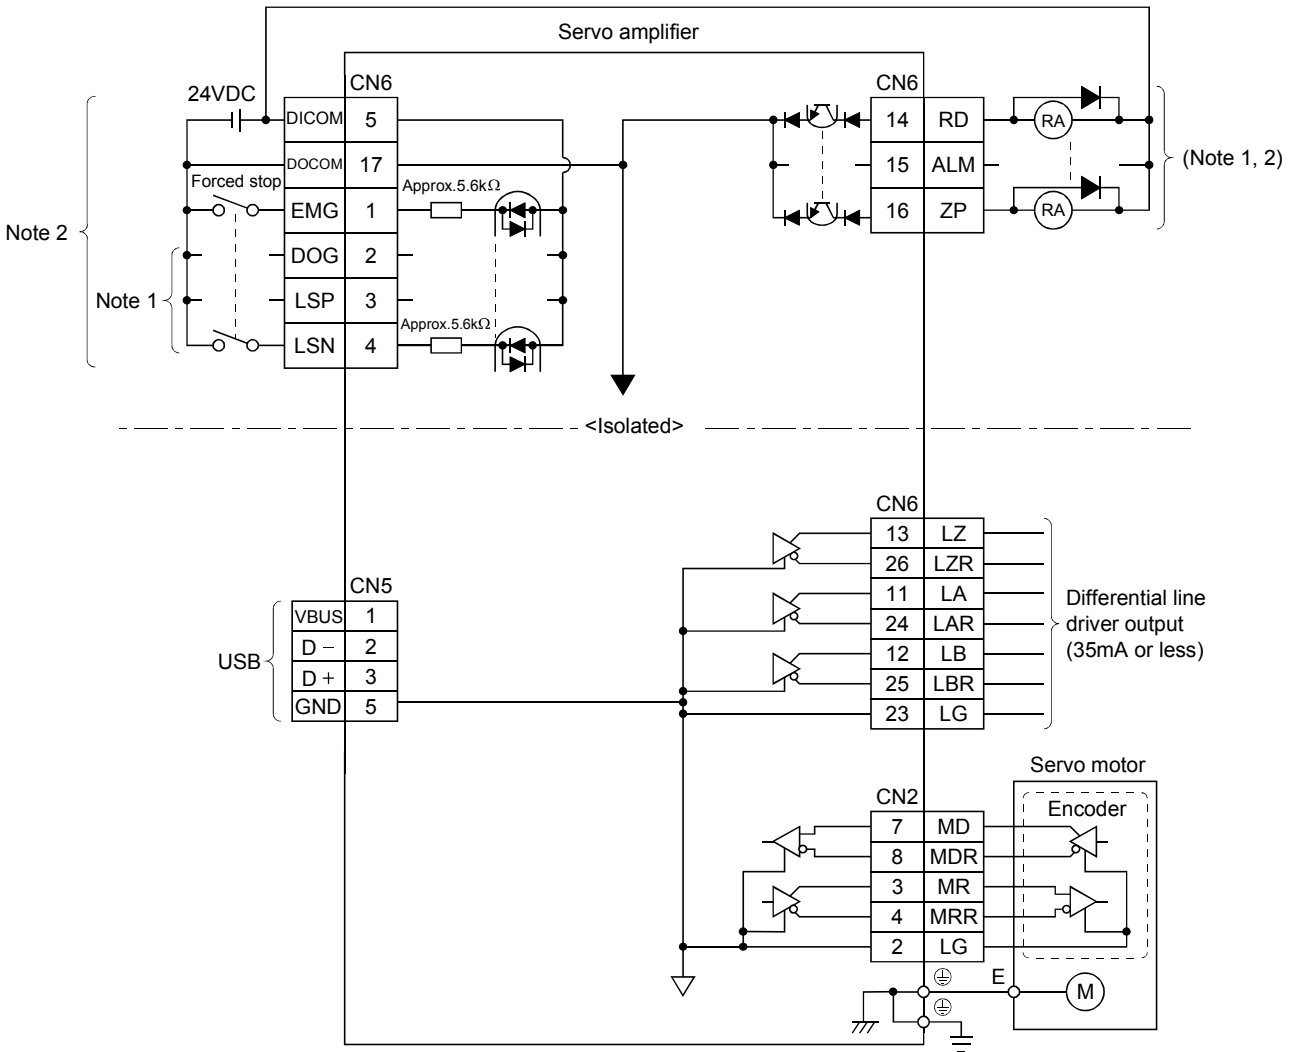 Servo amplifier
CN6
24VDC
DICOM 5
DOCOM 17
Forced stop
EMG 1
DOG 2
LSP 3
LSN 4
Approx.5.6kΩ
Approx.5.6kΩ
Note 2
Note 1
CN6
14 RD
15 ALM
16 ZP
RA
RA
(Note 1, 2)
<Isolated>
CN6
13 LZ
26 LZR
11 LA
24 LAR
12 LB
25 LBR
23 LG
Differential line
driver output
(35mA or less)
CN5
VBUS 1
D − 2
D + 3
GND 5
USB
Servo motor
Encoder
CN2
7 MD
8 MDR
3 MR
4 MRR
2 LG
E
M